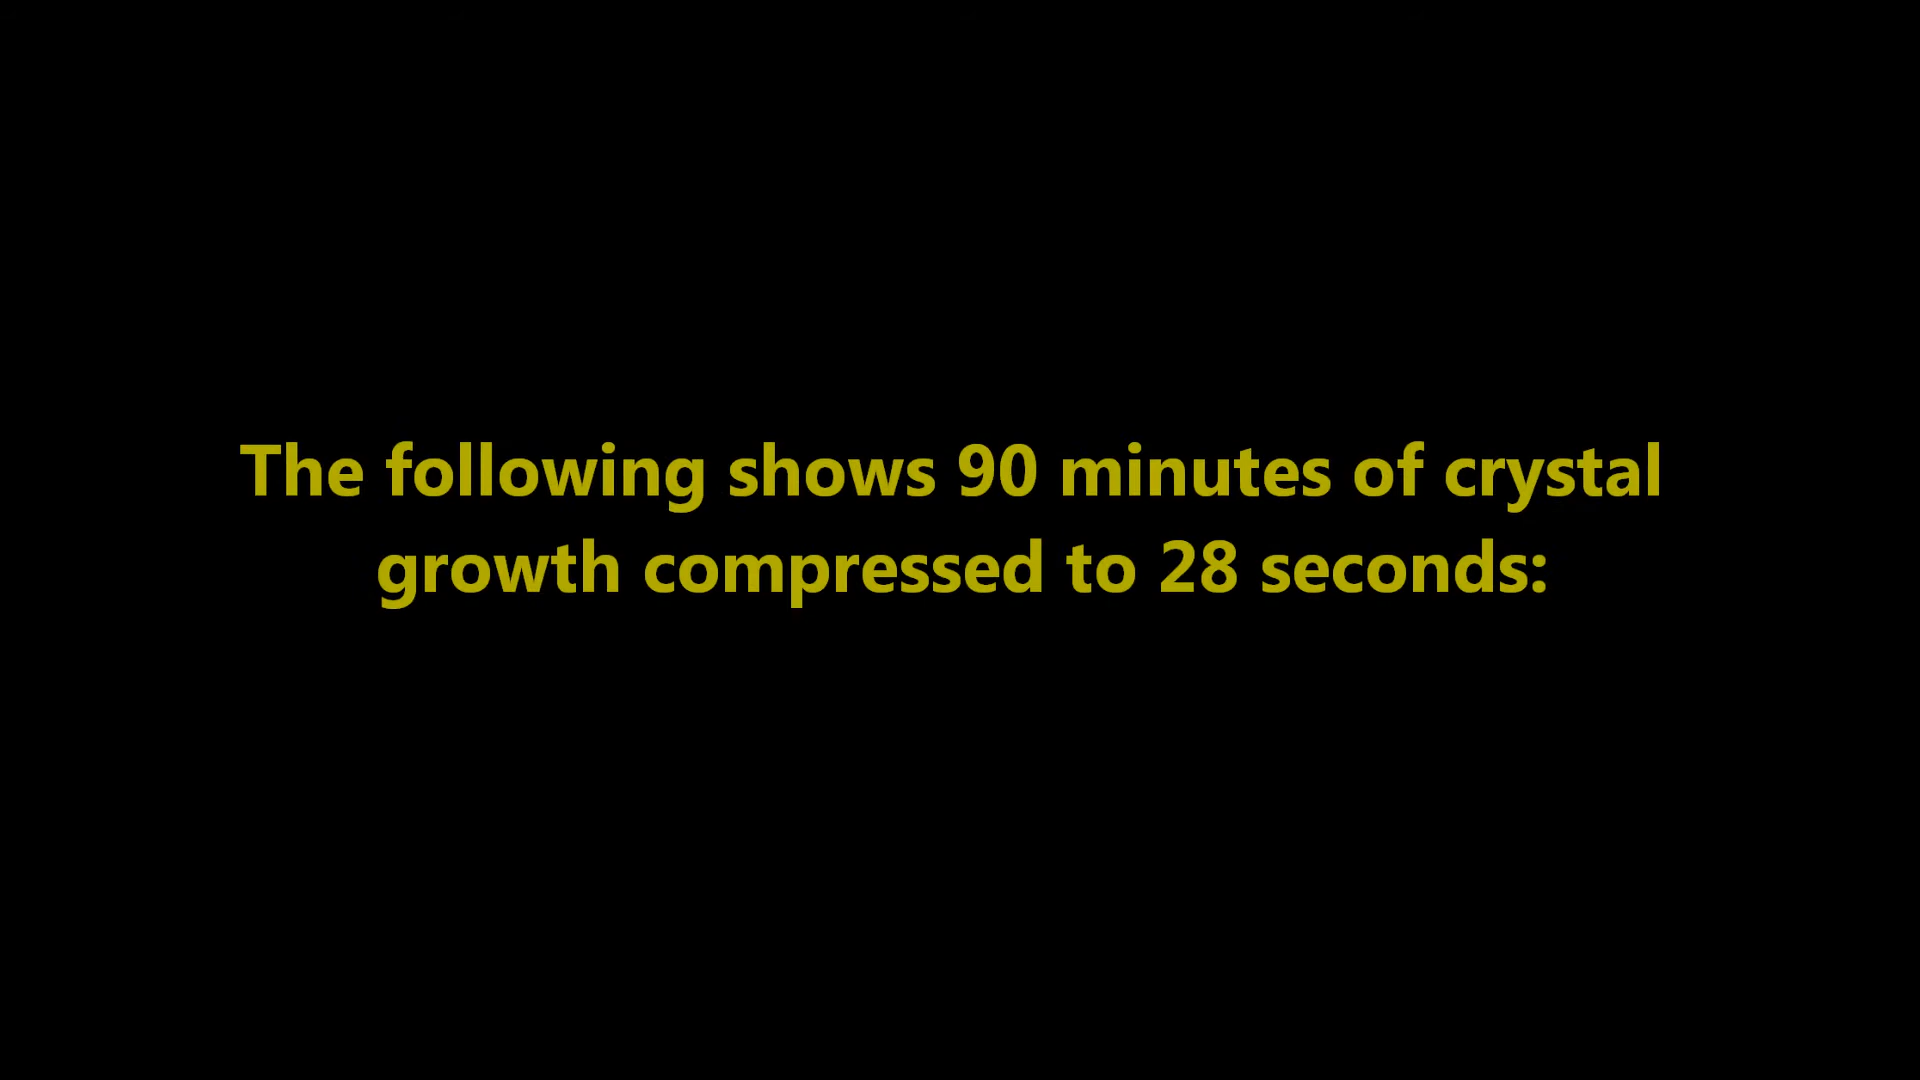 The following shows 90 minutes of crystal
growth compressed to 28 seconds: